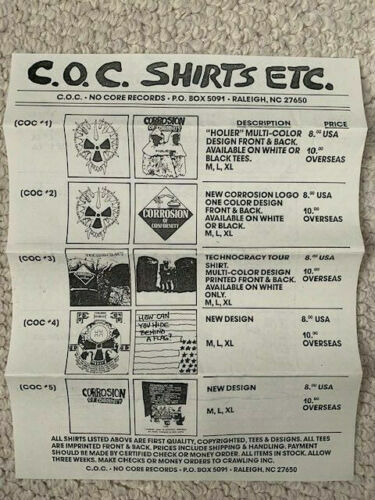 C.O.C. SHIRTS ETC.
C.O.C. • NO CORE RECORDS • P.O. BOX 5091 • RALEIGH, NC 27650
DESCRIPTION PRICE
(COC #1)
CORROSION
OF CONFORMITY
"HOLIER" MULTI-COLOR
DESIGN FRONT & BACK.
AVAILABLE ON WHITE OR
BLACK TEES.
M, L, XL
8.00 USA
10.00
OVERSEAS
(COC #2)
CORROSION
OF
CONFORMITY
NEW CORROSION LOGO
ONE COLOR DESIGN
FRONT & BACK.
AVAILABLE ON WHITE
OR BLACK.
M, L, XL
8.00 USA
10.00
OVERSEAS
(COC #3)
TECHNOCRACY TOUR
SHIRT.
MULTI-COLOR DESIGN
PRINTED FRONT & BACK.
AVAILABLE ON WHITE
ONLY.
M, L, XL
8.00 USA
10.00
OVERSEAS
(COC #4)
HOW CAN
YOU HIDE
BEHIND
A FLAG?
NEW DESIGN
M, L, XL
8.00 USA
10.00
OVERSEAS
(COC #5)
CORROSION
OF CONFORMITY
NEW DESIGN
M, L, XL
8.00 USA
10.00
OVERSEAS
ALL SHIRTS LISTED ABOVE ARE FIRST QUALITY, COPYRIGHTED, TEES & DESIGNS. ALL TEES
ARE IMPRINTED FRONT & BACK. PRICES INCLUDE SHIPPING & HANDLING. PAYMENT
SHOULD BE MADE BY CERTIFIED CHECK OR MONEY ORDER. ALL ITEMS IN STOCK. ALLOW
THREE WEEKS. MAKE CHECKS OR MONEY ORDERS TO CRAWLING INC.
C.O.C. • NO CORE RECORDS • P.O. BOX 5091 • RALEIGH, NC 27650